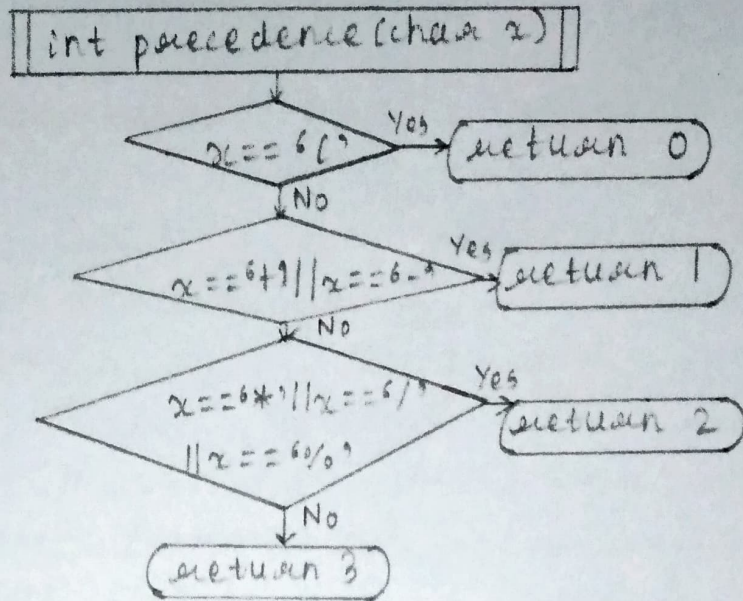 int precedence(char x)
x == '('
Yes
return 0
No
x == '+' || x == '-'
Yes
return 1
No
x == '*' || x == '/'
|| x == '%'
Yes
return 2
No
return 3